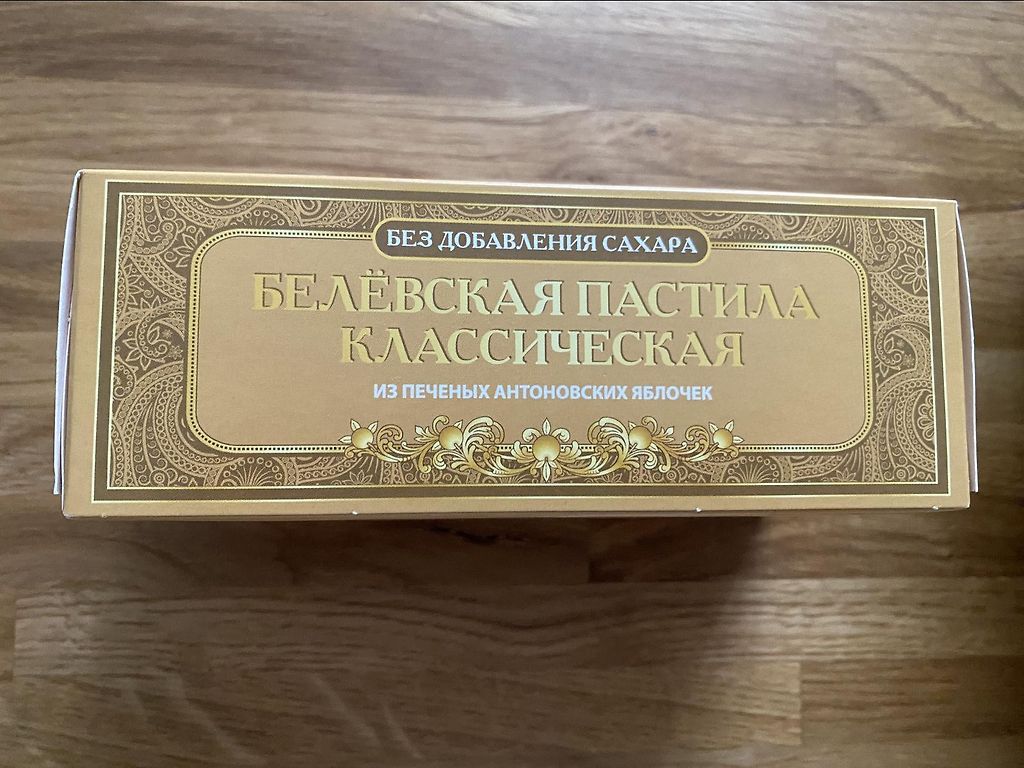 БЕЗ ДОБАВЛЕНИЯ САХАРА
БЕЛЁВСКАЯ ПАСТИЛА
КЛАССИЧЕСКАЯ
ИЗ ПЕЧЕНЫХ АНТОНОВСКИХ ЯБЛОЧЕК